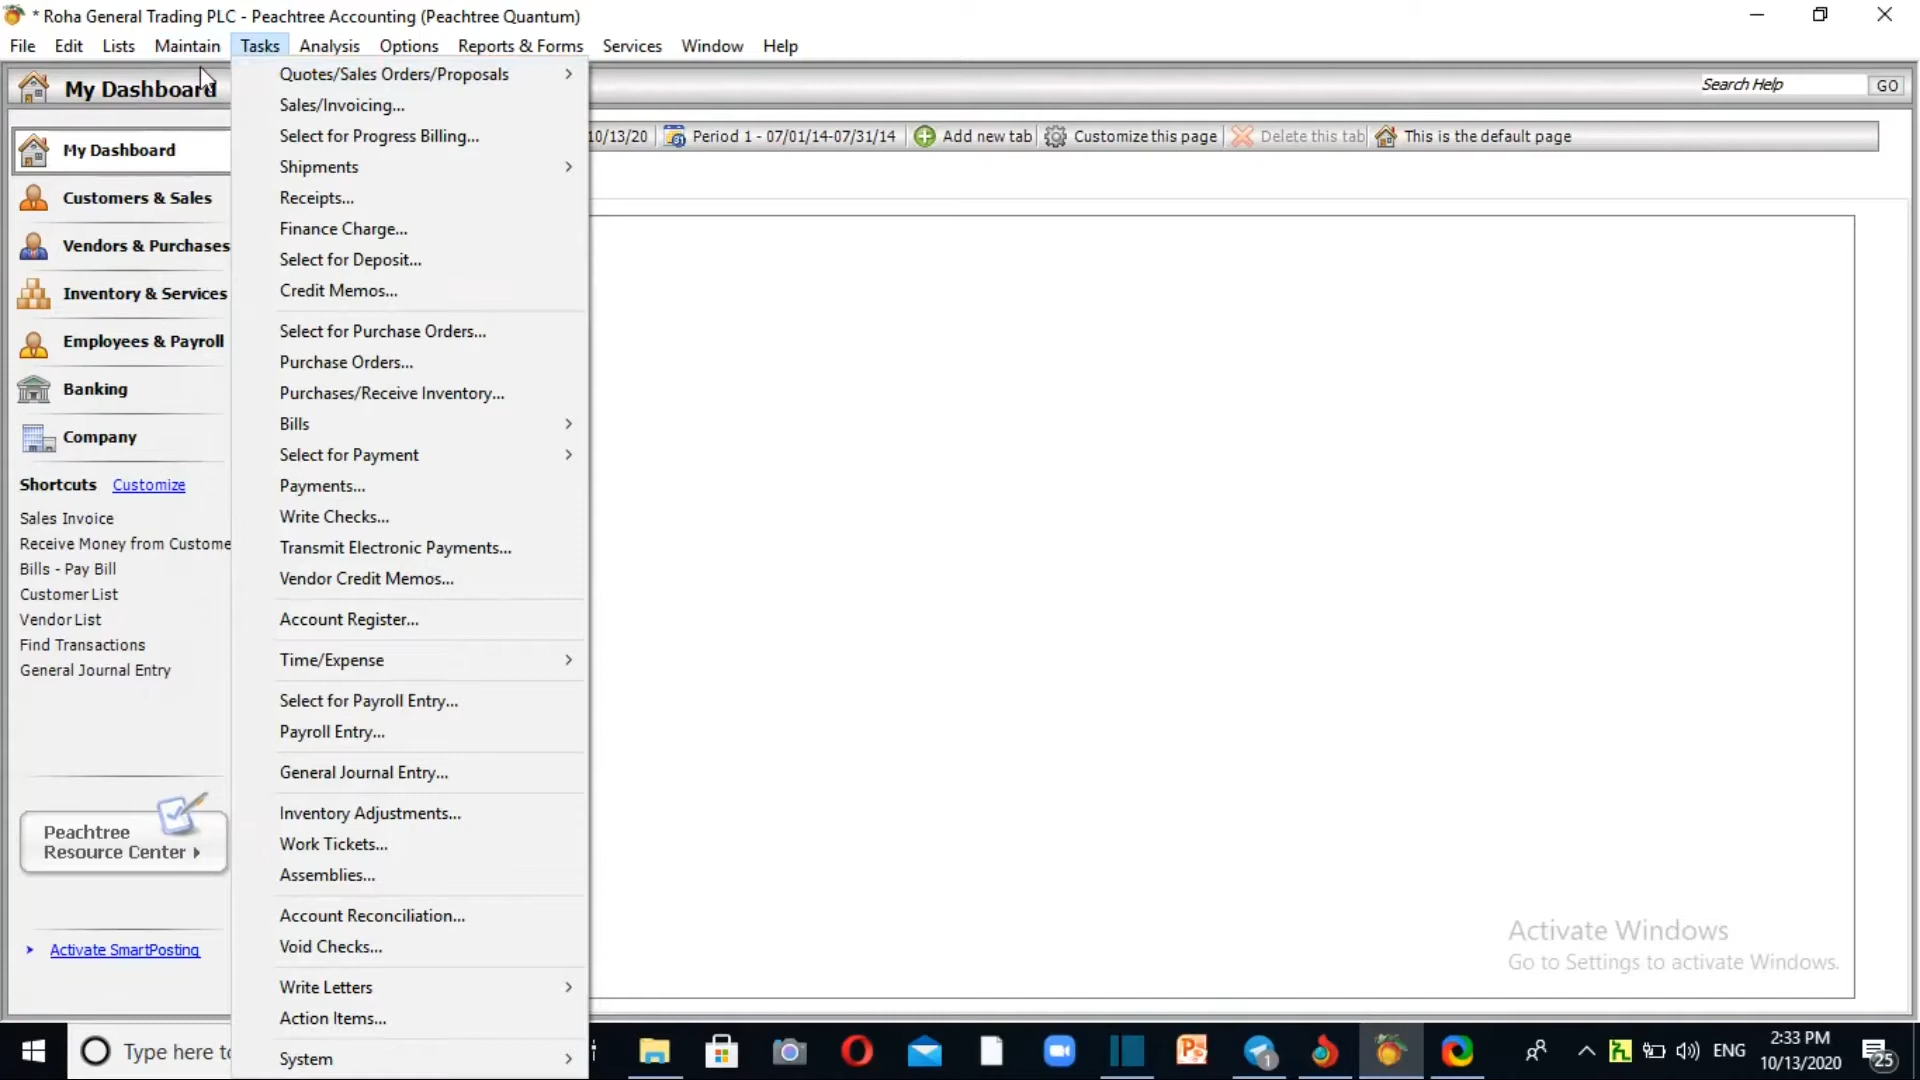 * Roha General Trading PLC - Peachtree Accounting (Peachtree Quantum)
File Edit Lists Maintain Tasks Analysis Options Reports & Forms Services Window Help
My Dashboard
Search Help GO
10/13/20 Period 1 - 07/01/14-07/31/14 Add new tab Customize this page Delete this tab This is the default page
My Dashboard
Customers & Sales
Vendors & Purchases
Inventory & Services
Employees & Payroll
Banking
Company
Shortcuts Customize
Sales Invoice
Receive Money from Custome
Bills - Pay Bill
Customer List
Vendor List
Find Transactions
General Journal Entry
Peachtree
Resource Center
Activate SmartPosting
Quotes/Sales Orders/Proposals
Sales/Invoicing...
Select for Progress Billing...
Shipments
Receipts...
Finance Charge...
Select for Deposit...
Credit Memos...
Select for Purchase Orders...
Purchase Orders...
Purchases/Receive Inventory...
Bills
Select for Payment
Payments...
Write Checks...
Transmit Electronic Payments...
Vendor Credit Memos...
Account Register...
Time/Expense
Select for Payroll Entry...
Payroll Entry...
General Journal Entry...
Inventory Adjustments...
Work Tickets...
Assemblies...
Account Reconciliation...
Void Checks...
Write Letters
Action Items...
System
Activate Windows
Go to Settings to activate Windows.
Type here to
1
ENG
2:33 PM
10/13/2020
25